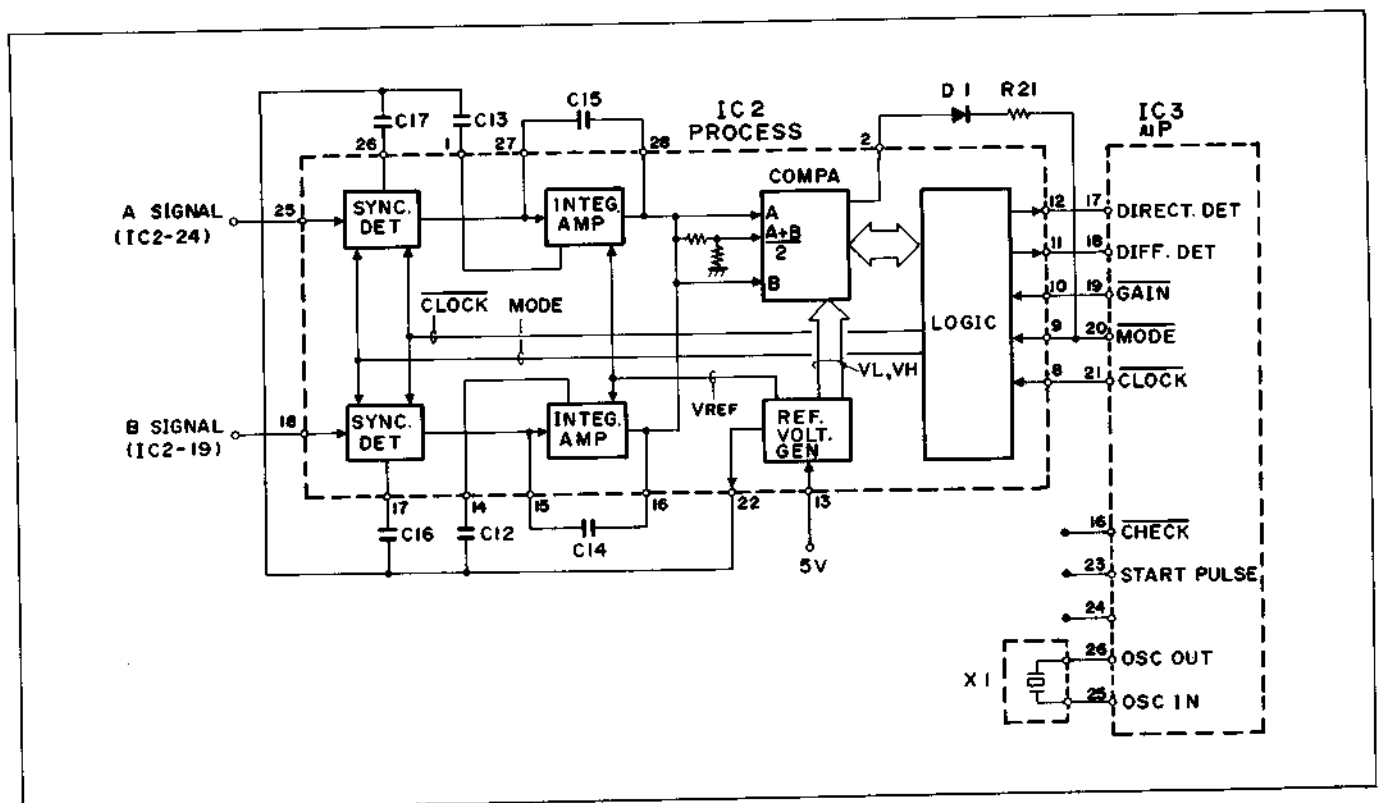 D1
R21
C15
IC2
PROCESS
IC3
μP
C17
C13
26
1
27
28
2
COMPA
SYNC.
DET
INTEG.
AMP
A
A+B
2
B
LOGIC
A SIGNAL
(IC2-24)
25
12
17
DIRECT. DET
11
18
DIFF. DET
10
19
GAIN
9
20
MODE
8
21
CLOCK
CLOCK
MODE
VL,VH
VREF
B SIGNAL
(IC2-19)
18
SYNC.
DET
INTEG.
AMP
REF.
VOLT.
GEN
17
14
15
16
22
13
C16
C12
C14
5V
16
CHECK
23
START PULSE
24
26
OSC OUT
X1
25
OSC IN